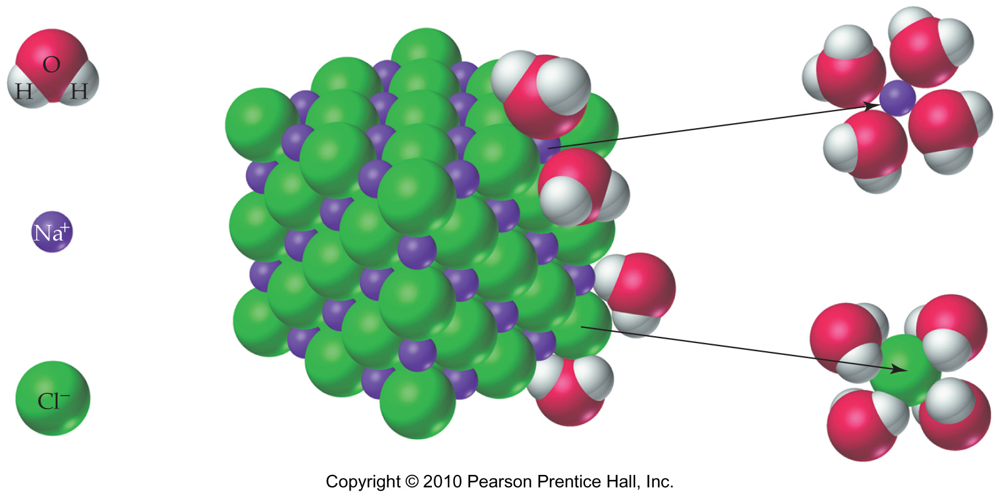 O
H H
Na⁺
Cl⁻
Copyright © 2010 Pearson Prentice Hall, Inc.